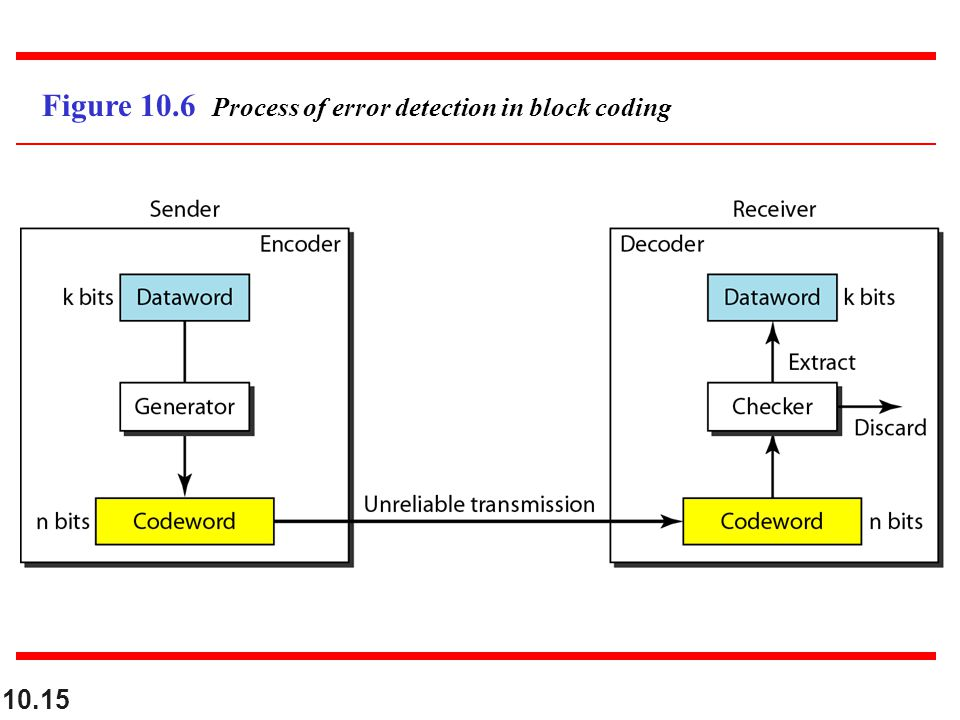 Figure 10.6 Process of error detection in block coding
Sender
Encoder
k bits Dataword
Generator
n bits Codeword
Unreliable transmission
Receiver
Decoder
Dataword k bits
Extract
Checker
Discard
Codeword n bits
10.15